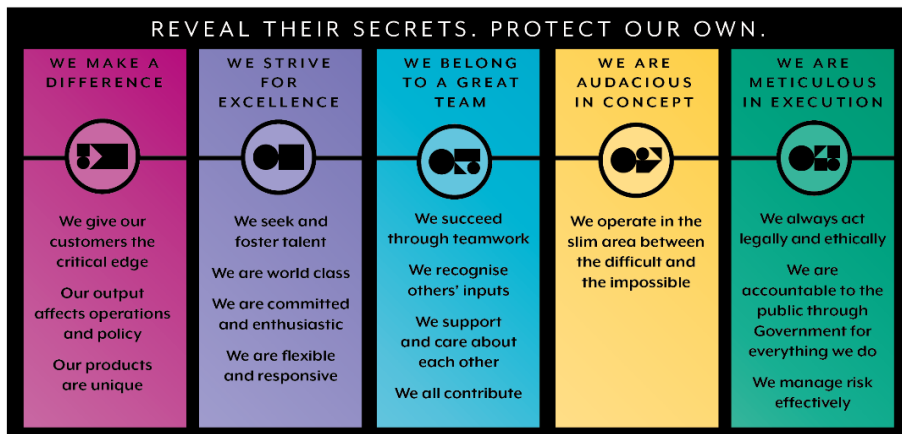 REVEAL THEIR SECRETS. PROTECT OUR OWN.
WE MAKE A
DIFFERENCE
We give our
customers the
critical edge
Our output
affects operations
and policy
Our products
are unique
WE STRIVE
FOR
EXCELLENCE
We seek and
foster talent
We are world class
We are committed
and enthusiastic
We are flexible
and responsive
WE BELONG
TO A GREAT
TEAM
We succeed
through teamwork
We recognise
others' inputs
We support
and care about
each other
We all contribute
WE ARE
AUDACIOUS
IN CONCEPT
We operate in the
slim area between
the difficult and
the impossible
WE ARE
METICULOUS
IN EXECUTION
We always act
legally and ethically
We are
accountable to the
public through
Government for
everything we do
We manage risk
effectively